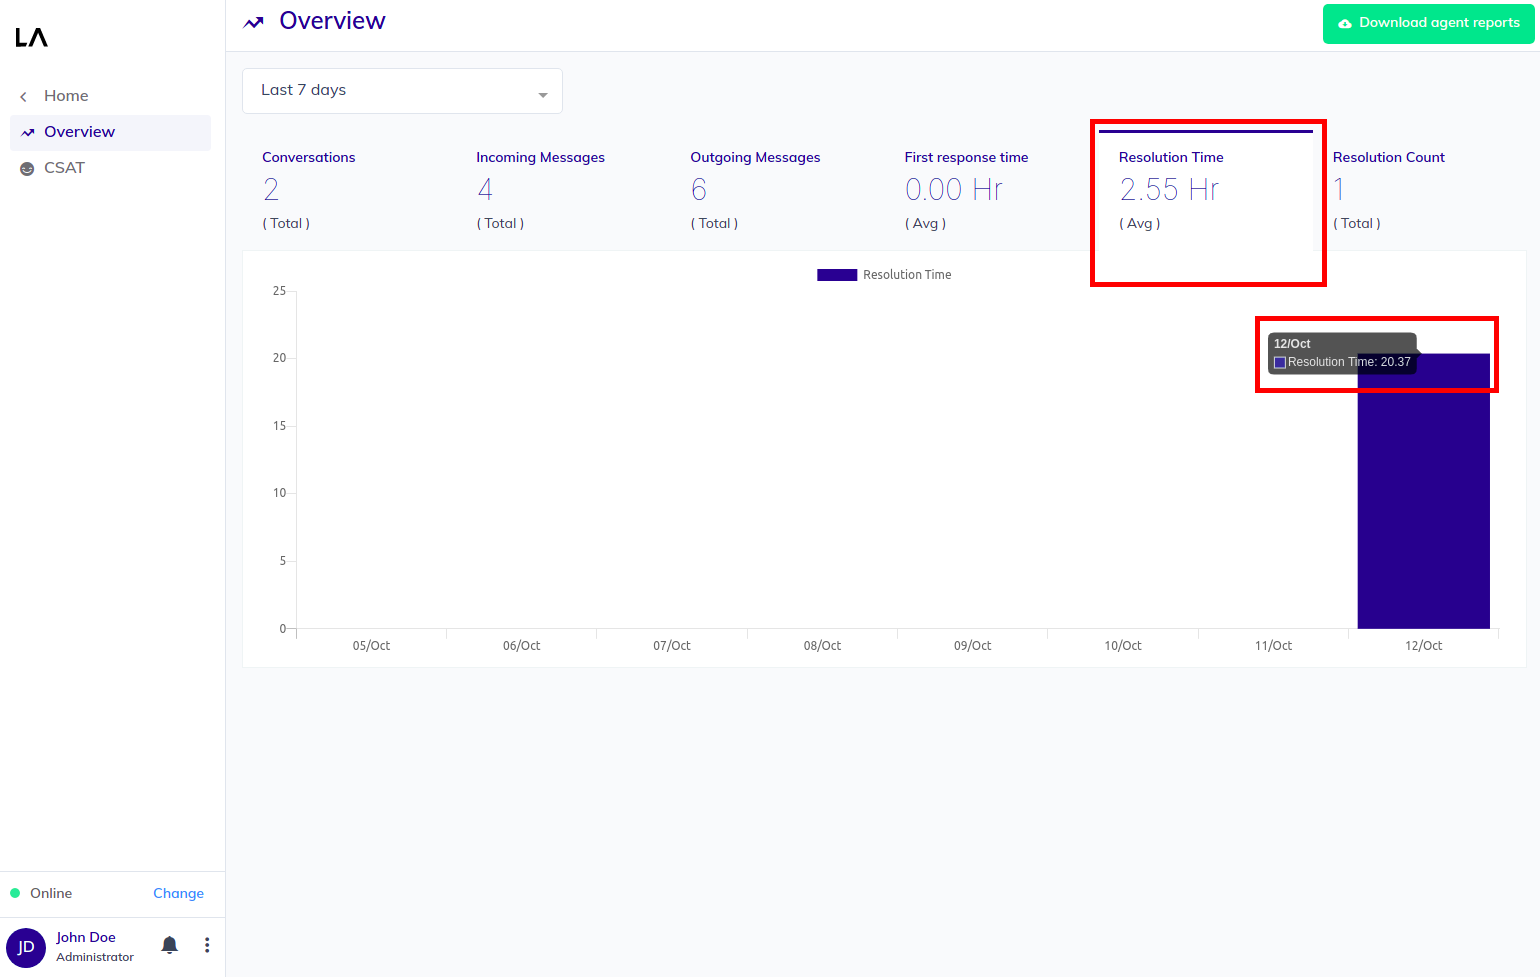 LA
Overview
Download agent reports
Home
Overview
CSAT
Last 7 days
Conversations
2
( Total )
Incoming Messages
4
( Total )
Outgoing Messages
6
( Total )
First response time
0.00 Hr
( Avg )
Resolution Time
2.55 Hr
( Avg )
Resolution Count
1
( Total )
Resolution Time
25
20
15
10
5
0
12/Oct
Resolution Time: 20.37
05/Oct 06/Oct 07/Oct 08/Oct 09/Oct 10/Oct 11/Oct 12/Oct
Online Change
JD
John Doe
Administrator